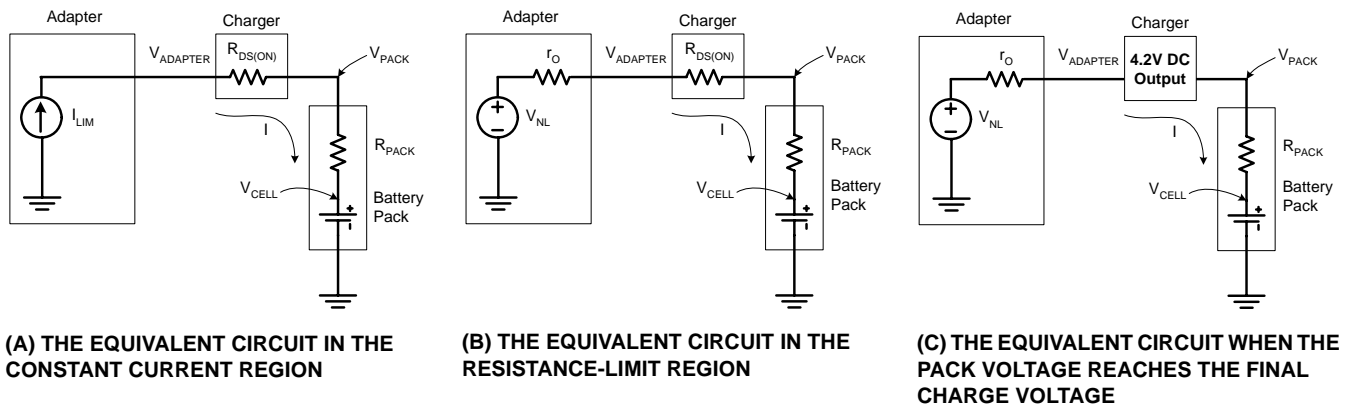 Adapter
Charger
V_ADAPTER
R_DS(ON)
V_PACK
I_LIM
I
R_PACK
V_CELL
Battery
Pack
(A) THE EQUIVALENT CIRCUIT IN THE
CONSTANT CURRENT REGION
Adapter
Charger
r_O
V_ADAPTER
R_DS(ON)
V_PACK
V_NL
I
R_PACK
V_CELL
Battery
Pack
(B) THE EQUIVALENT CIRCUIT IN THE
RESISTANCE-LIMIT REGION
Adapter
Charger
r_O
V_ADAPTER
4.2V DC
Output
V_PACK
V_NL
I
R_PACK
V_CELL
Battery
Pack
(C) THE EQUIVALENT CIRCUIT WHEN THE
PACK VOLTAGE REACHES THE FINAL
CHARGE VOLTAGE